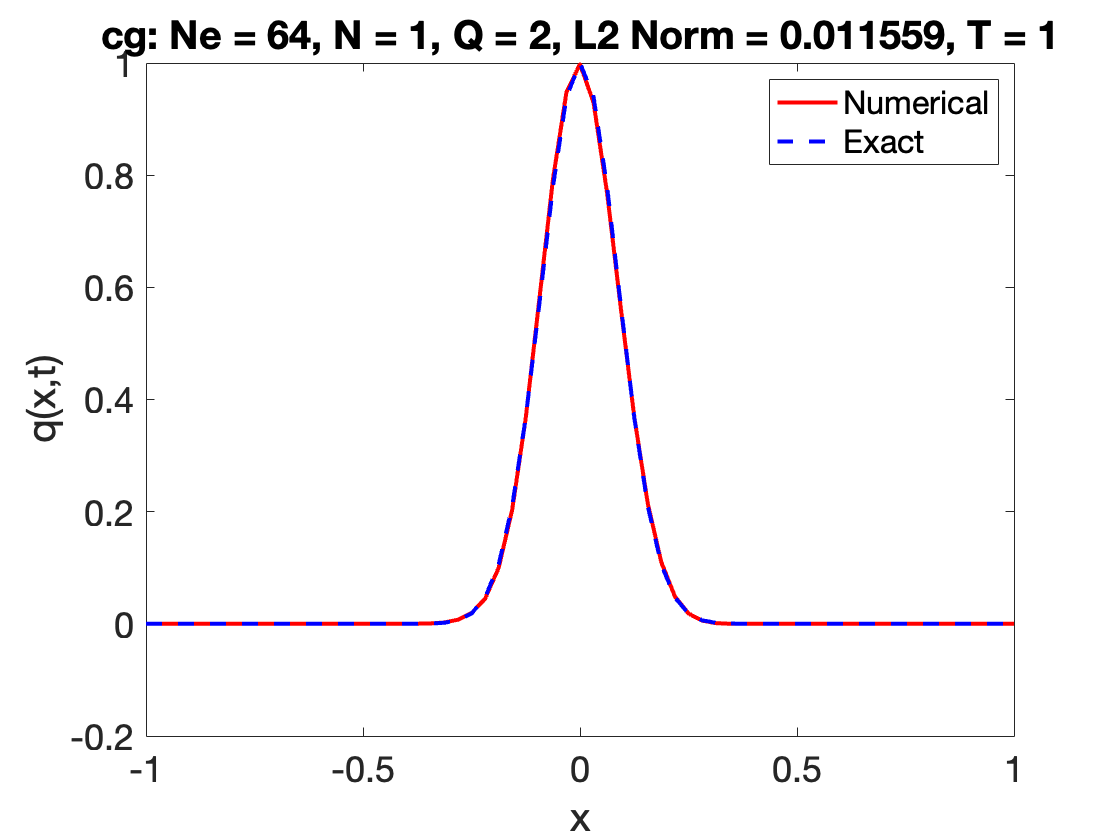 cg: Ne = 64, N = 1, Q = 2, L2 Norm = 0.011559, T = 1
1
Numerical
Exact
0.8
0.6
q(x,t)
0.4
0.2
0
-0.2
-1 -0.5 0 0.5 1
x